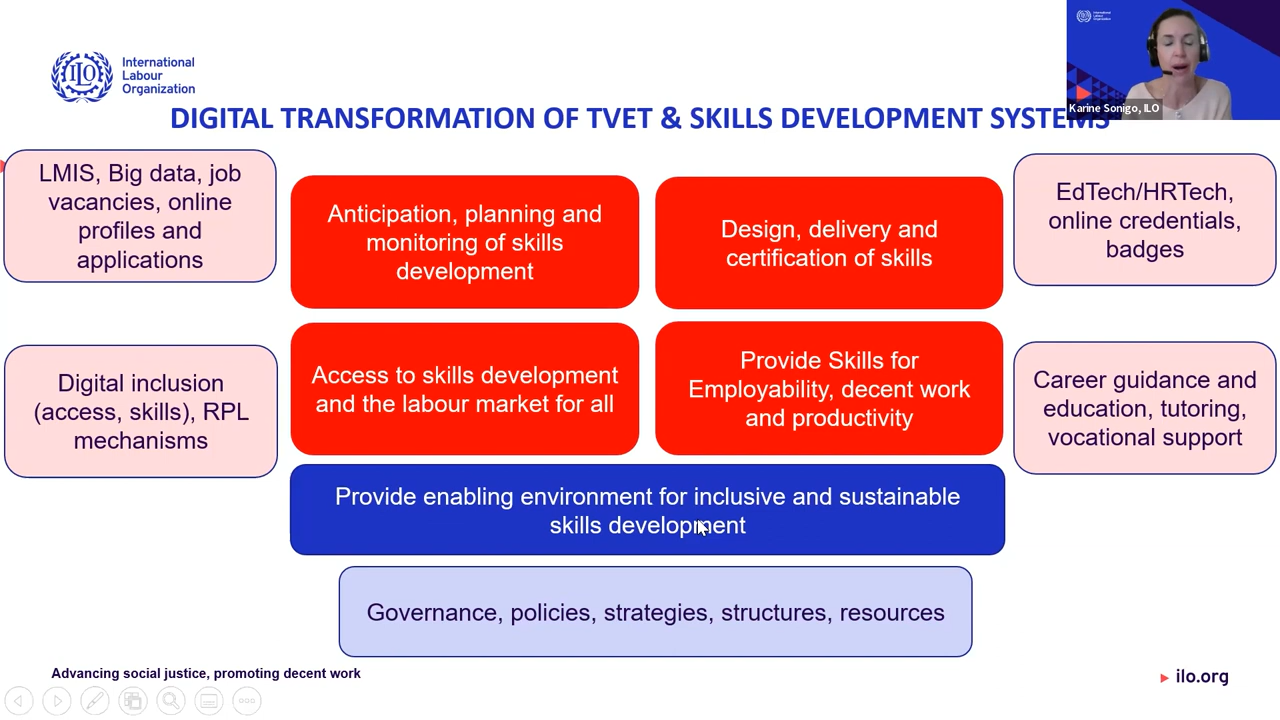 International
Labour
Organization
ILO
Karine Sonigo, ILO
DIGITAL TRANSFORMATION OF TVET & SKILLS DEVELOPMENT SYSTEMS
LMIS, Big data, job
vacancies, online
profiles and
applications
Anticipation, planning and
monitoring of skills
development
Design, delivery and
certification of skills
EdTech/HRTech,
online credentials,
badges
Digital inclusion
(access, skills), RPL
mechanisms
Access to skills development
and the labour market for all
Provide Skills for
Employability, decent work
and productivity
Career guidance and
education, tutoring,
vocational support
Provide enabling environment for inclusive and sustainable
skills development
Governance, policies, strategies, structures, resources
Advancing social justice, promoting decent work
ilo.org